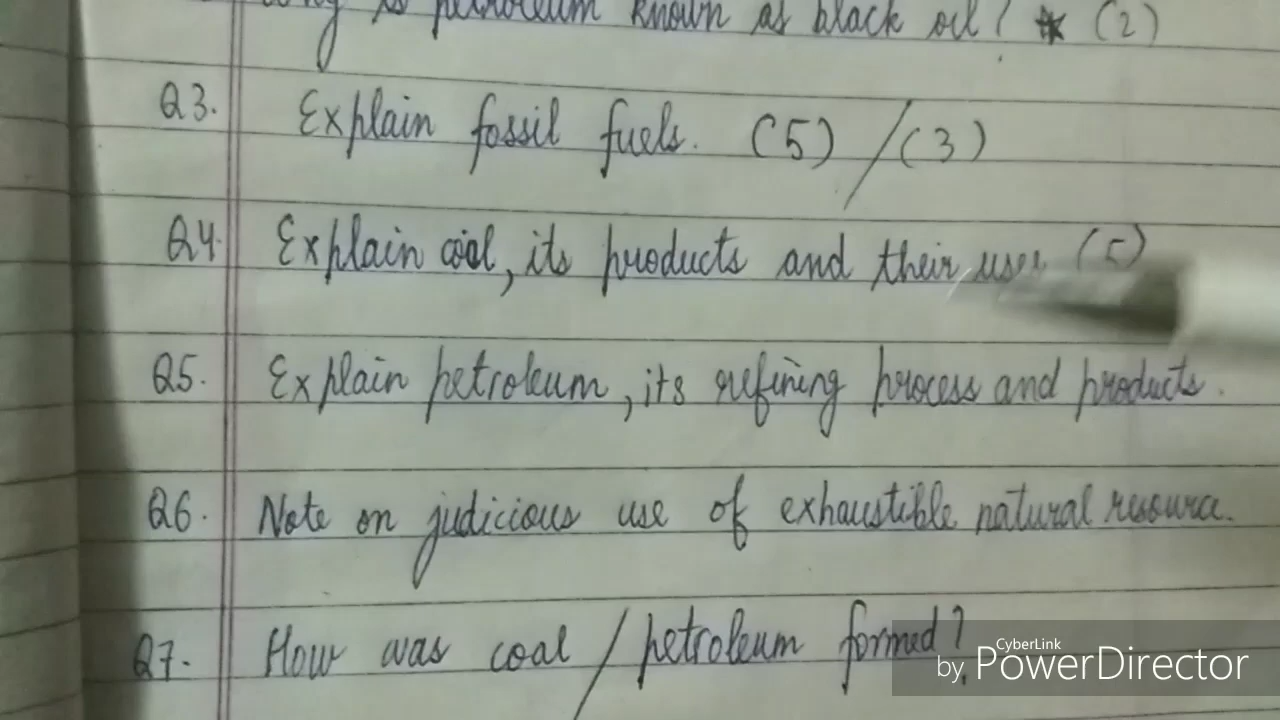 is petroleum known as black oil? (2)
Q3. Explain fossil fuels. (5) / (3)
Q4. Explain coal, its products and their uses (5)
Q5. Explain petroleum, its refining process and products.
Q6. Note on judicious use of exhaustible natural resource.
Q7. How was coal / petroleum formed?
CyberLink
by PowerDirector